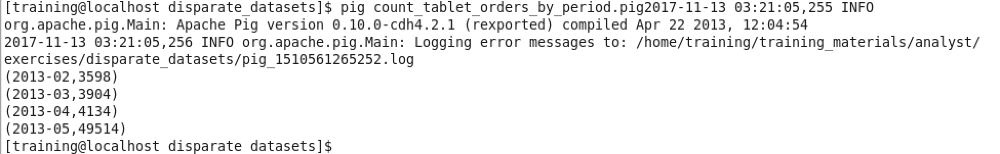 [training@localhost disparate_datasets]$ pig count_tablet_orders_by_period.pig2017-11-13 03:21:05,255 INFO
org.apache.pig.Main: Apache Pig version 0.10.0-cdh4.2.1 (rexported) compiled Apr 22 2013, 12:04:54
2017-11-13 03:21:05,256 INFO org.apache.pig.Main: Logging error messages to: /home/training/training_materials/analyst/
exercises/disparate_datasets/pig_1510561265252.log
(2013-02,3598)
(2013-03,3904)
(2013-04,4134)
(2013-05,49514)
[training@localhost disparate datasets]$